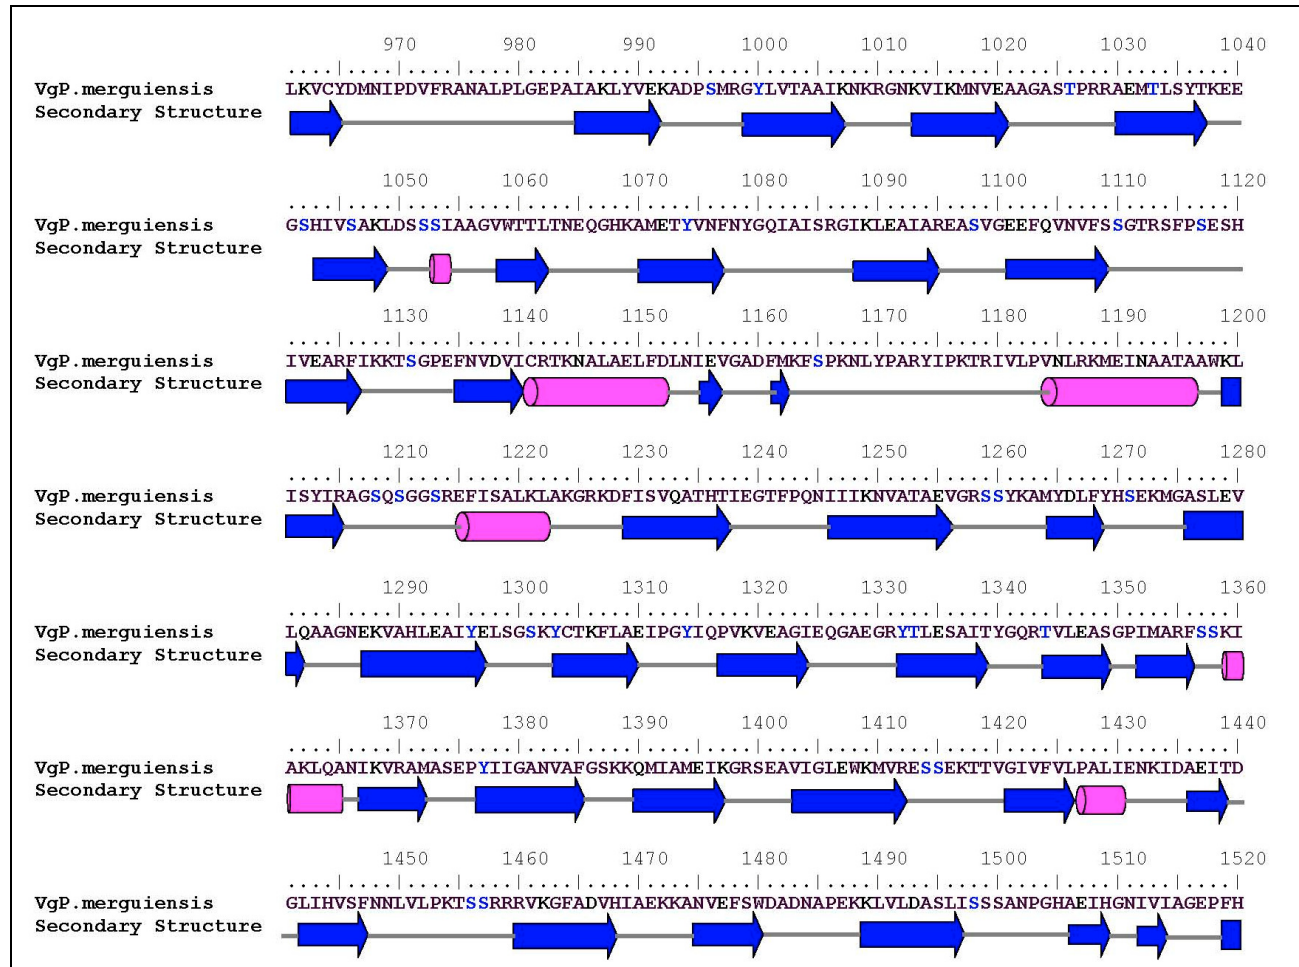 970 980 990 1000 1010 1020 1030 1040
VgP.merguiensis LKVCYDMNIPDVFRANALPLGEPAIAKLYVEKADPSMRGYLVTAAIKNKRGNKVIKMNVEAAGASTPRRAEMTLSYTKEE
Secondary Structure
1050 1060 1070 1080 1090 1100 1110 1120
VgP.merguiensis GSHIVSAKLDSSSIAAGVWTTLTNEQGHKAMETYVNFNYGQIAISRGIKLEAIAREASVGEEFQVNVFSSGTRSFPSESH
Secondary Structure
1130 1140 1150 1160 1170 1180 1190 1200
VgP.merguiensis IVEARFIKKTSGPEFNVDVICRTKNALAELFDLNIEVGADFMKFSPKNLYPARYIPKTRIVLPVNLRKMEINAATAAWKL
Secondary Structure
1210 1220 1230 1240 1250 1260 1270 1280
VgP.merguiensis ISYIRAGSQSGGSREFISALKLAKGRKDFISVQATHTIEGTFPQNIIIKNVATAEVGRSSYKAMYDLFYHSEKMGASLEV
Secondary Structure
1290 1300 1310 1320 1330 1340 1350 1360
VgP.merguiensis LQAAGNEKVAHLEAIYELSGSKYCTKFLAEIPGYIQPVKVEAGIEQGAEGRYTLESAITYGQRTVLEASGPIMARFSSKI
Secondary Structure
1370 1380 1390 1400 1410 1420 1430 1440
VgP.merguiensis AKLQANIKVRAMASEPYIIGANVAFGSKKQMIAMEIKGRSEAVIGLEWKMVRESSEKTTVGIVFVLPALIENKIDAEITD
Secondary Structure
1450 1460 1470 1480 1490 1500 1510 1520
VgP.merguiensis GLIHVSFNNLVLPKTSSRRRVKGFADVHIAEKKANVEFSWDADNAPEKKLVLDASLISSSANPGHAEIHGNIVIAGEPFH
Secondary Structure